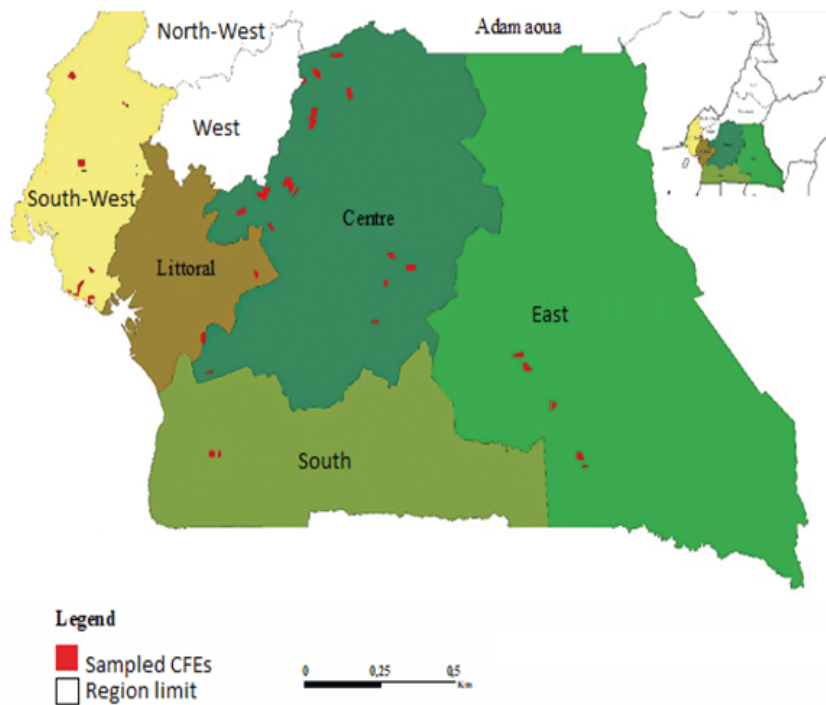 North-West
Adamaoua
West
South-West
Centre
Littoral
East
South
Legend
Sampled CFEs
Region limit
0 0,25 0,5
Km